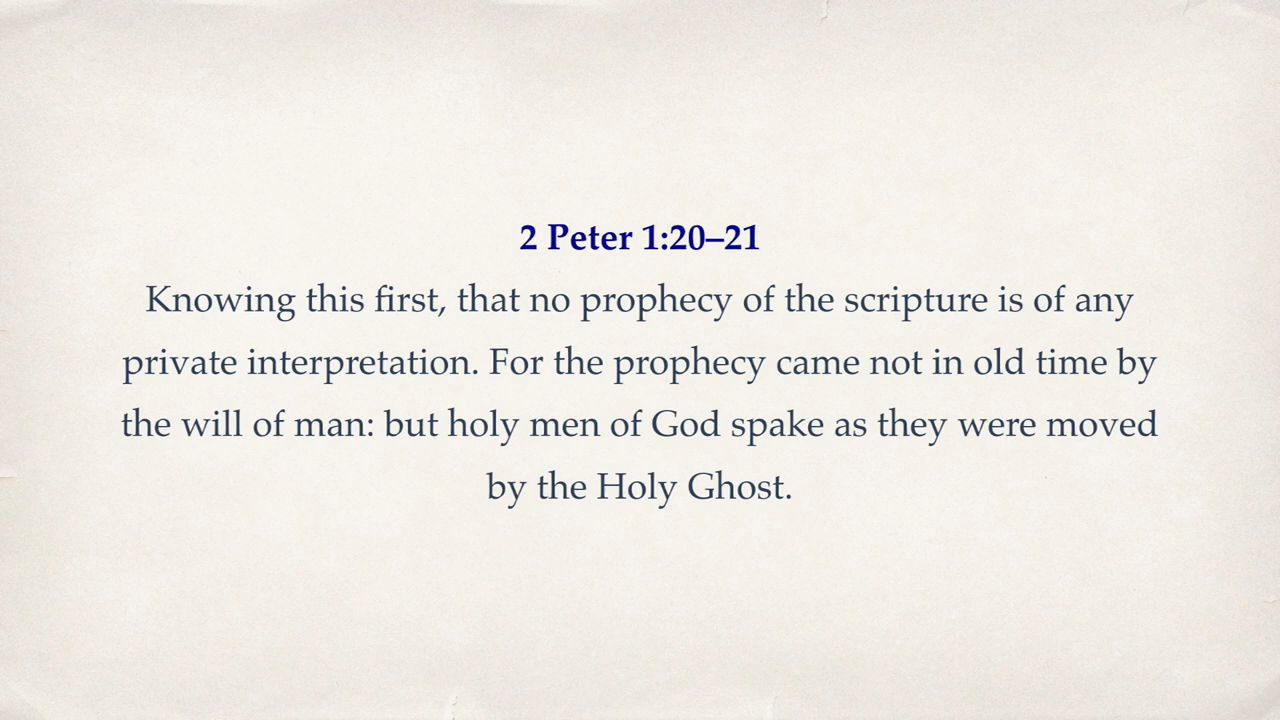 2 Peter 1:20–21
Knowing this first, that no prophecy of the scripture is of any
private interpretation. For the prophecy came not in old time by
the will of man: but holy men of God spake as they were moved
by the Holy Ghost.